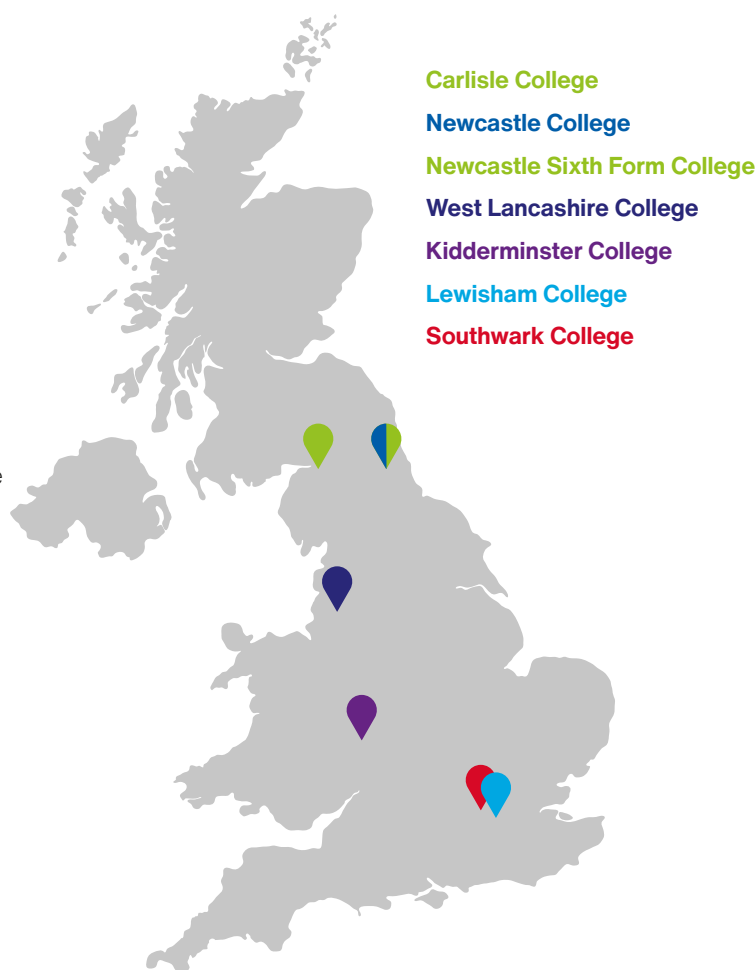 Carlisle College
Newcastle College
Newcastle Sixth Form College
West Lancashire College
Kidderminster College
Lewisham College
Southwark College
e